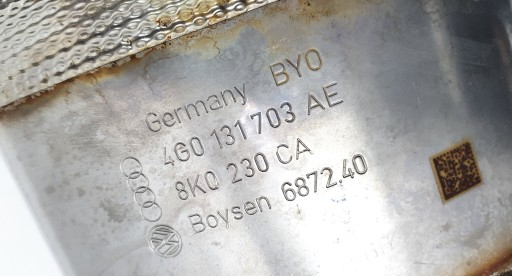 Germany BYO
4G0 131 703 AE
8K0 230 CA
Boysen 6872.40